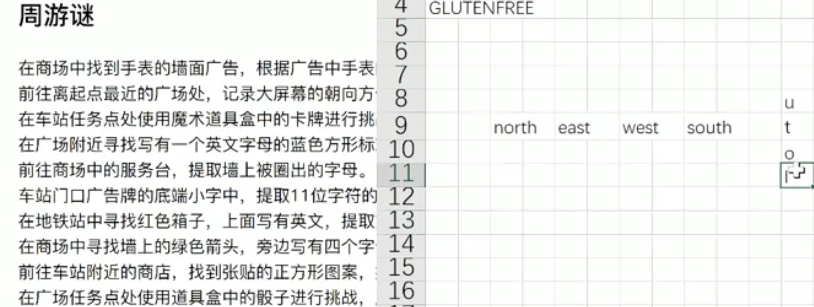 周游谜
在商场中找到手表的墙面广告，根据广告中手表
前往离起点最近的广场处，记录大屏幕的朝向方
在车站任务点处使用魔术道具盒中的卡牌进行挑
在广场附近寻找写有一个英文字母的蓝色方形标
前往商场中的服务台，提取墙上被圈出的字母。
车站门口广告牌的底端小字中，提取11位字符的
在地铁站中寻找红色箱子，上面写有英文，提取
在商场中寻找墙上的绿色箭头，旁边写有四个字
前往车站附近的商店，找到张贴的正方形图案，
在广场任务点处使用道具盒中的骰子进行挑战，
4 GLUTENFREE
5
6
7
8 u
9 north east west south t
10 o
11
12
13
14
15
16